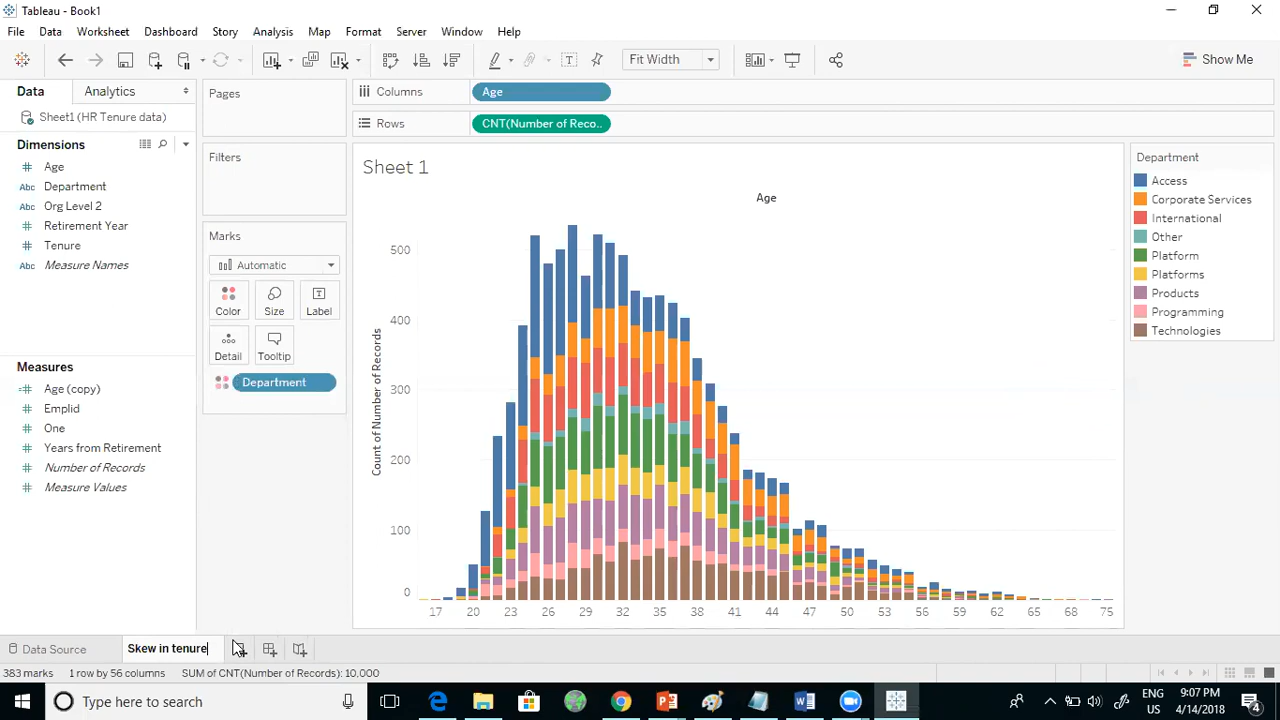 Tableau - Book1
File Data Worksheet Dashboard Story Analysis Map Format Server Window Help
Fit Width
Show Me
Data Analytics
Sheet1 (HR Tenure data)
Dimensions
# Age
Abc Department
Abc Org Level 2
# Retirement Year
# Tenure
Abc Measure Names
Measures
=# Age (copy)
# Emplid
# One
# Years from Retirement
=# Number of Records
# Measure Values
Pages
Filters
Marks
Automatic
Color Size Label
Detail Tooltip
Department
Columns Age
Rows CNT(Number of Reco..
Sheet 1
Age
Count of Number of Records
500
400
300
200
100
0
17 20 23 26 29 32 35 38 41 44 47 50 53 56 59 62 65 68 75
Department
Access
Corporate Services
International
Other
Platform
Platforms
Products
Programming
Technologies
Data Source Skew in tenure
383 marks 1 row by 56 columns SUM of CNT(Number of Records): 10.000
Type here to search
ENG
US
9:07 PM
4/14/2018
4